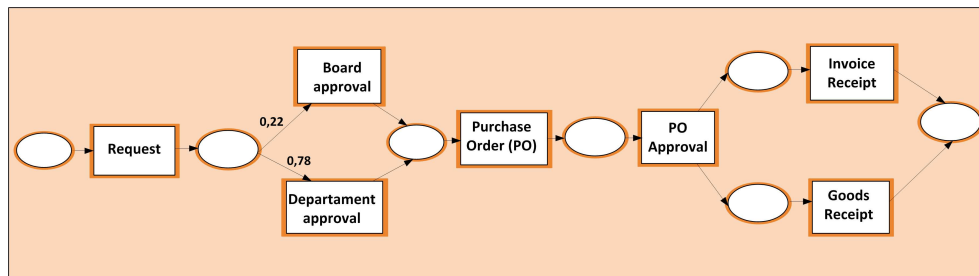 Request
0,22
0,78
Board
approval
Departament
approval
Purchase
Order (PO)
PO
Approval
Invoice
Receipt
Goods
Receipt